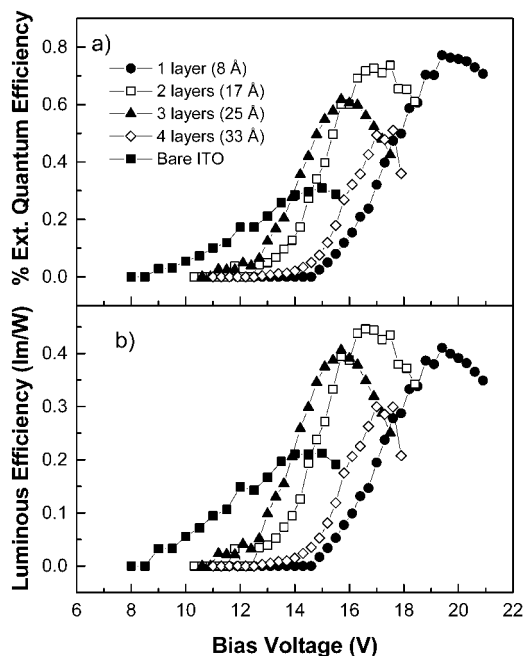 a)
1 layer (8 Å)
2 layers (17 Å)
3 layers (25 Å)
4 layers (33 Å)
Bare ITO
% Ext. Quantum Efficiency
0.8
0.6
0.4
0.2
0.0
b)
Luminous Efficiency (lm/W)
0.4
0.3
0.2
0.1
0.0
6 8 10 12 14 16 18 20 22
Bias Voltage (V)